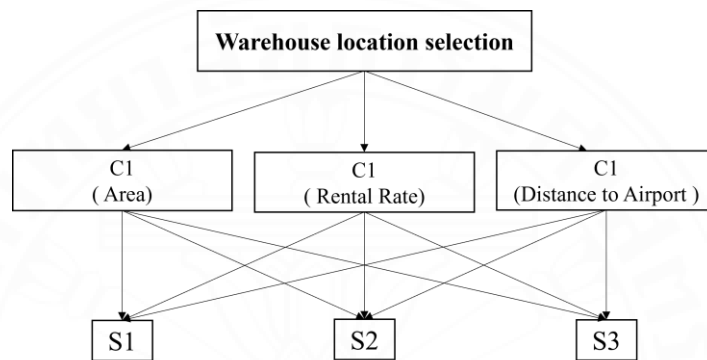 Warehouse location selection
C1
( Area)
C1
( Rental Rate)
C1
(Distance to Airport )
S1
S2
S3